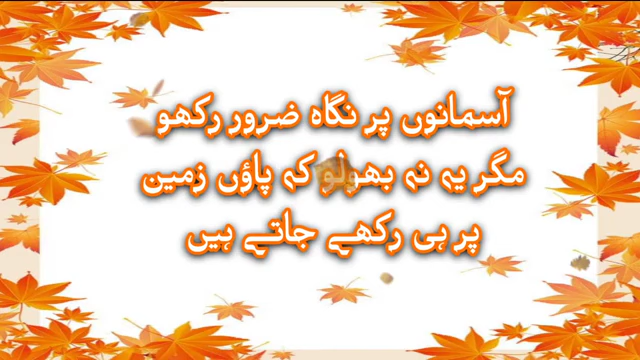 آسمانوں پر نگاہ ضرور رکھو
مگر یہ نہ بھولو کہ پاؤں زمین
پر ہی رکھے جاتے ہیں